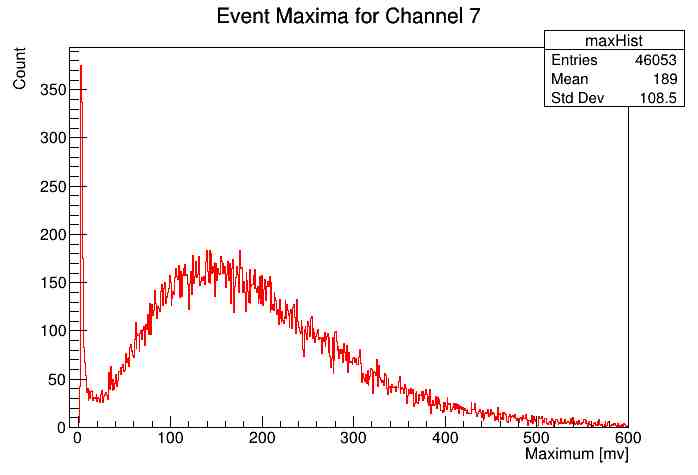 Event Maxima for Channel 7
maxHist
Entries 46053
Mean 189
Std Dev 108.5
Count
350
300
250
200
150
100
50
0
0 100 200 300 400 500 600
Maximum [mv]